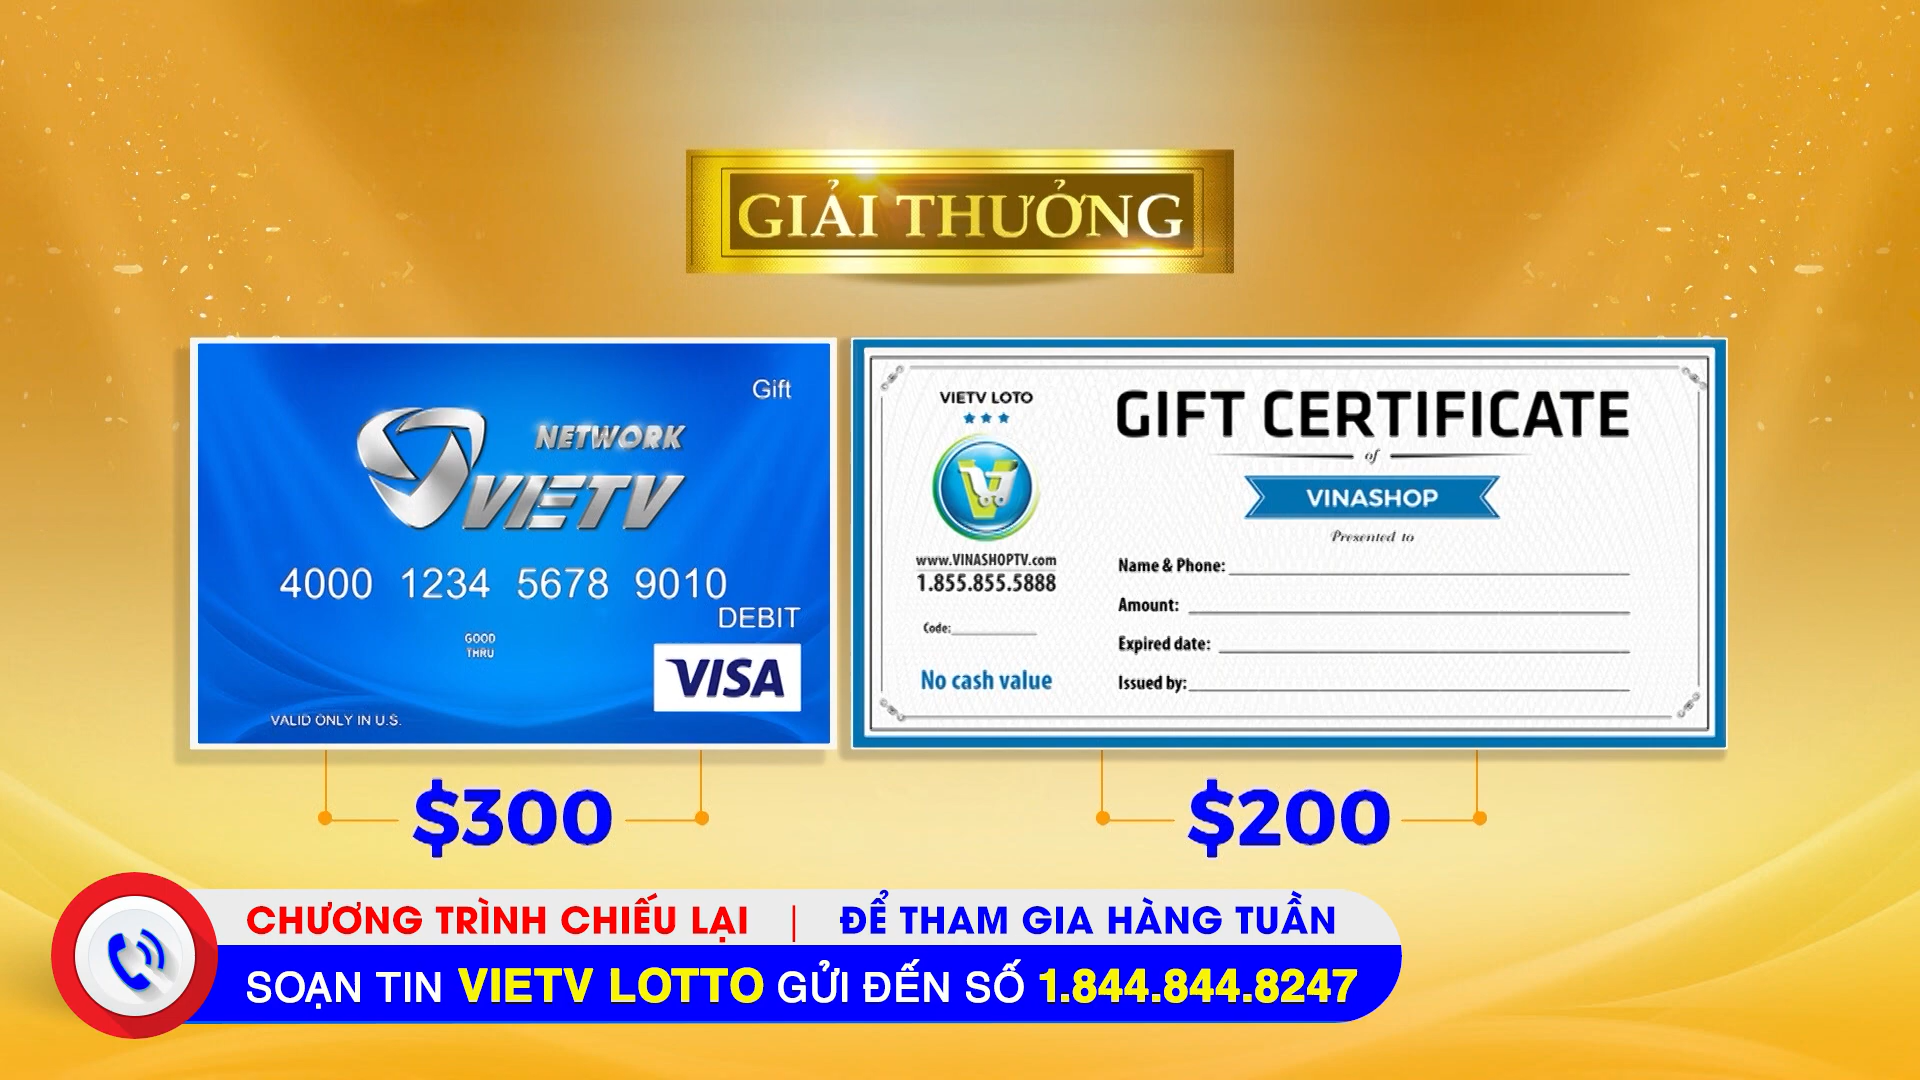 GIẢI THƯỞNG
Gift
NETWORK
VIETV
4000 1234 5678 9010
DEBIT
GOOD
THRU
VISA
VALID ONLY IN U.S.
$300
VIETV LOTO
www.VINASHOPTV.com
1.855.855.5888
Code:
No cash value
GIFT CERTIFICATE
of
VINASHOP
Presented to
Name & Phone:
Amount:
Expired date:
Issued by:
$200
CHƯƠNG TRÌNH CHIẾU LẠI | ĐỂ THAM GIA HÀNG TUẦN
SOẠN TIN VIETV LOTTO GỬI ĐẾN SỐ 1.844.844.8247